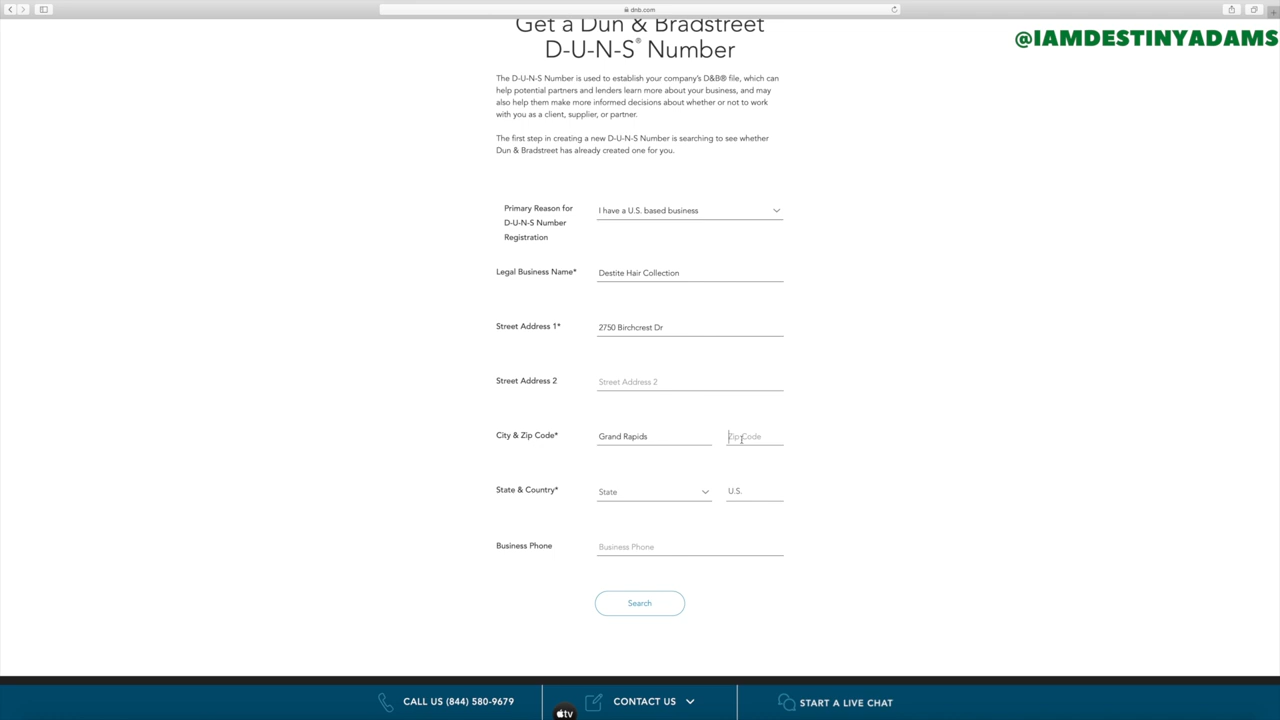 dnb.com
@IAMDESTINYADAMS
Get a Dun & Bradstreet
D-U-N-S® Number
The D-U-N-S Number is used to establish your company's D&B® file, which can
help potential partners and lenders learn more about your business, and may
also help them make more informed decisions about whether or not to work
with you as a client, supplier, or partner.
The first step in creating a new D-U-N-S Number is searching to see whether
Dun & Bradstreet has already created one for you.
Primary Reason for
D-U-N-S Number
Registration
I have a U.S. based business
Legal Business Name*
Destite Hair Collection
Street Address 1*
2750 Birchcrest Dr
Street Address 2
Street Address 2
City & Zip Code*
Grand Rapids
Zip Code
State & Country*
State
U.S.
Business Phone
Business Phone
Search
CALL US (844) 580-9679
CONTACT US
START A LIVE CHAT
tv